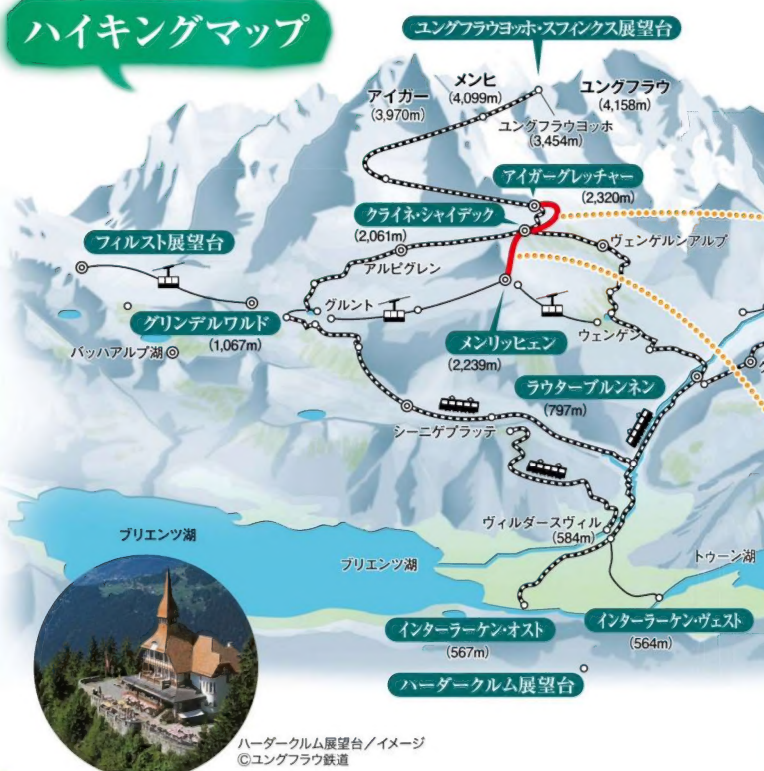 ハイキングマップ
ユングフラウヨッホ・スフィンクス展望台
アイガー
(3,970m)
メンヒ
(4,099m)
ユングフラウ
(4,158m)
ユングフラウヨッホ
(3,454m)
アイガーグレッチャー
(2,320m)
クライネ・シャイデック
(2,061m)
フィルスト展望台
アルピグレン
ヴェンゲルンアルプ
グリンデルワルド
(1,067m)
グルント
メンリッヒェン
(2,239m)
ウェンゲン
バッハアルプ湖
ラウターブルンネン
(797m)
シーニゲプラッテ
ヴィルダースヴィル
(584m)
ブリエンツ湖
ブリエンツ湖
トゥーン湖
インターラーケン・オスト
(567m)
インターラーケン・ヴェスト
(564m)
ハーダークルム展望台
ハーダークルム展望台／イメージ
©ユングフラウ鉄道